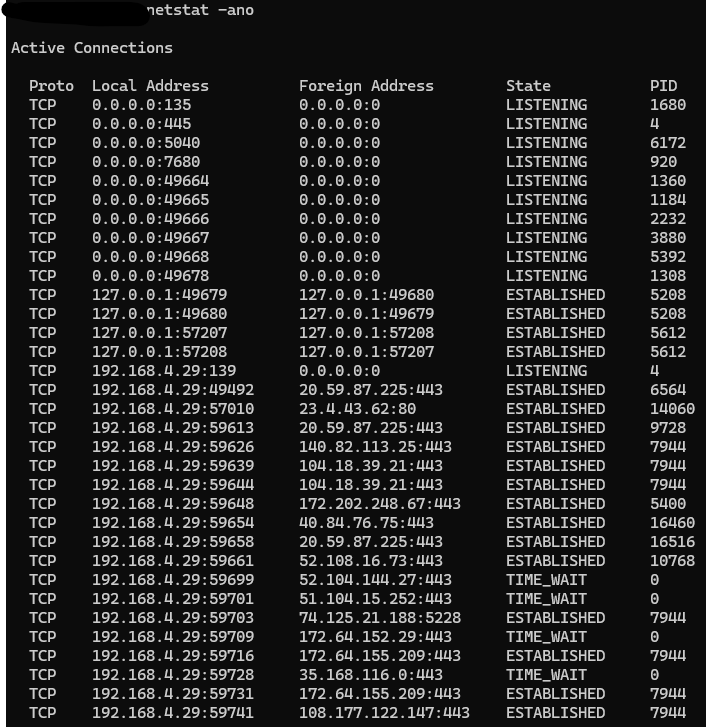 netstat -ano
Active Connections
Proto Local Address Foreign Address State PID
TCP 0.0.0.0:135 0.0.0.0:0 LISTENING 1680
TCP 0.0.0.0:445 0.0.0.0:0 LISTENING 4
TCP 0.0.0.0:5040 0.0.0.0:0 LISTENING 6172
TCP 0.0.0.0:7680 0.0.0.0:0 LISTENING 920
TCP 0.0.0.0:49664 0.0.0.0:0 LISTENING 1360
TCP 0.0.0.0:49665 0.0.0.0:0 LISTENING 1184
TCP 0.0.0.0:49666 0.0.0.0:0 LISTENING 2232
TCP 0.0.0.0:49667 0.0.0.0:0 LISTENING 3880
TCP 0.0.0.0:49668 0.0.0.0:0 LISTENING 5392
TCP 0.0.0.0:49678 0.0.0.0:0 LISTENING 1308
TCP 127.0.0.1:49679 127.0.0.1:49680 ESTABLISHED 5208
TCP 127.0.0.1:49680 127.0.0.1:49679 ESTABLISHED 5208
TCP 127.0.0.1:57207 127.0.0.1:57208 ESTABLISHED 5612
TCP 127.0.0.1:57208 127.0.0.1:57207 ESTABLISHED 5612
TCP 192.168.4.29:139 0.0.0.0:0 LISTENING 4
TCP 192.168.4.29:49492 20.59.87.225:443 ESTABLISHED 6564
TCP 192.168.4.29:57010 23.4.43.62:80 ESTABLISHED 14060
TCP 192.168.4.29:59613 20.59.87.225:443 ESTABLISHED 9728
TCP 192.168.4.29:59626 140.82.113.25:443 ESTABLISHED 7944
TCP 192.168.4.29:59639 104.18.39.21:443 ESTABLISHED 7944
TCP 192.168.4.29:59644 104.18.39.21:443 ESTABLISHED 7944
TCP 192.168.4.29:59648 172.202.248.67:443 ESTABLISHED 5400
TCP 192.168.4.29:59654 40.84.76.75:443 ESTABLISHED 16460
TCP 192.168.4.29:59658 20.59.87.225:443 ESTABLISHED 16516
TCP 192.168.4.29:59661 52.108.16.73:443 ESTABLISHED 10768
TCP 192.168.4.29:59699 52.104.144.27:443 TIME_WAIT 0
TCP 192.168.4.29:59701 51.104.15.252:443 TIME_WAIT 0
TCP 192.168.4.29:59703 74.125.21.188:5228 ESTABLISHED 7944
TCP 192.168.4.29:59709 172.64.152.29:443 TIME_WAIT 0
TCP 192.168.4.29:59716 172.64.155.209:443 ESTABLISHED 7944
TCP 192.168.4.29:59728 35.168.116.0:443 TIME_WAIT 0
TCP 192.168.4.29:59731 172.64.155.209:443 ESTABLISHED 7944
TCP 192.168.4.29:59741 108.177.122.147:443 ESTABLISHED 7944